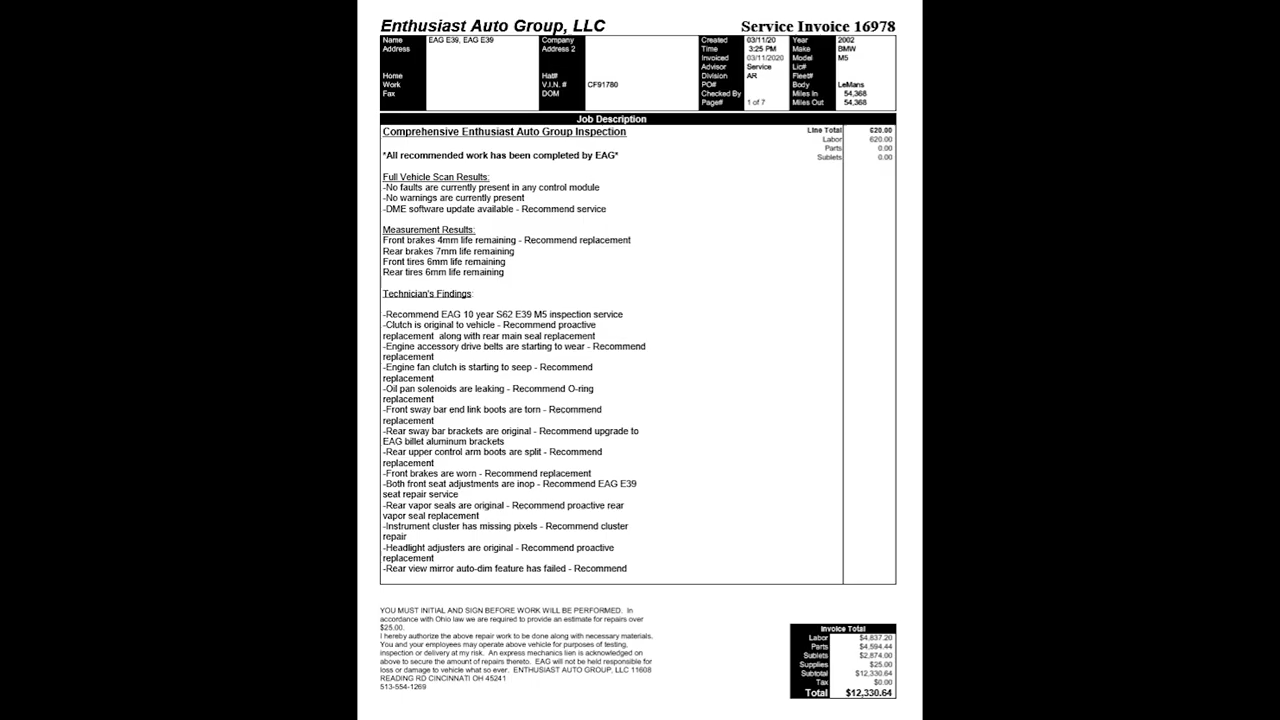 Enthusiast Auto Group, LLC
Service Invoice 16978
Name EAG E39, EAG E39
Address
Home
Work
Fax
Company
Address 2
Hat#
V.I.N. # CF91780
DOM
Created 03/11/20
Time 3:25 PM
Invoiced 03/11/2020
Advisor Service
Division AR
PO#
Checked By
Page# 1 of 7
Year 2002
Make BMW
Model M5
Lic#
Fleet#
Body LeMans
Miles In 54,368
Miles Out 54,368
Job Description
Comprehensive Enthusiast Auto Group Inspection
Line Total 620.00
Labor 620.00
Parts 0.00
Sublets 0.00
*All recommended work has been completed by EAG*
Full Vehicle Scan Results:
-No faults are currently present in any control module
-No warnings are currently present
-DME software update available - Recommend service
Measurement Results:
Front brakes 4mm life remaining - Recommend replacement
Rear brakes 7mm life remaining
Front tires 6mm life remaining
Rear tires 6mm life remaining
Technician's Findings:
-Recommend EAG 10 year S62 E39 M5 inspection service
-Clutch is original to vehicle - Recommend proactive
replacement along with rear main seal replacement
-Engine accessory drive belts are starting to wear - Recommend
replacement
-Engine fan clutch is starting to seep - Recommend
replacement
-Oil pan solenoids are leaking - Recommend O-ring
replacement
-Front sway bar end link boots are torn - Recommend
replacement
-Rear sway bar brackets are original - Recommend upgrade to
EAG billet aluminum brackets
-Rear upper control arm boots are split - Recommend
replacement
-Front brakes are worn - Recommend replacement
-Both front seat adjustments are inop - Recommend EAG E39
seat repair service
-Rear vapor seals are original - Recommend proactive rear
vapor seal replacement
-Instrument cluster has missing pixels - Recommend cluster
repair
-Headlight adjusters are original - Recommend proactive
replacement
-Rear view mirror auto-dim feature has failed - Recommend
YOU MUST INITIAL AND SIGN BEFORE WORK WILL BE PERFORMED. In
accordance with Ohio law we are required to provide an estimate for repairs over
$25.00.
I hereby authorize the above repair work to be done along with necessary materials.
You and your employees may operate above vehicle for purposes of testing,
inspection or delivery at my risk. An express mechanics lien is acknowledged on
above to secure the amount of repairs thereto. EAG will not be held responsible for
loss or damage to vehicle what so ever. ENTHUSIAST AUTO GROUP, LLC 11608
READING RD CINCINNATI OH 45241
513-554-1269
Invoice Total
Labor $4,837.20
Parts $4,594.44
Sublets $2,874.00
Supplies $25.00
Subtotal $12,330.64
Tax $0.00
Total $12,330.64